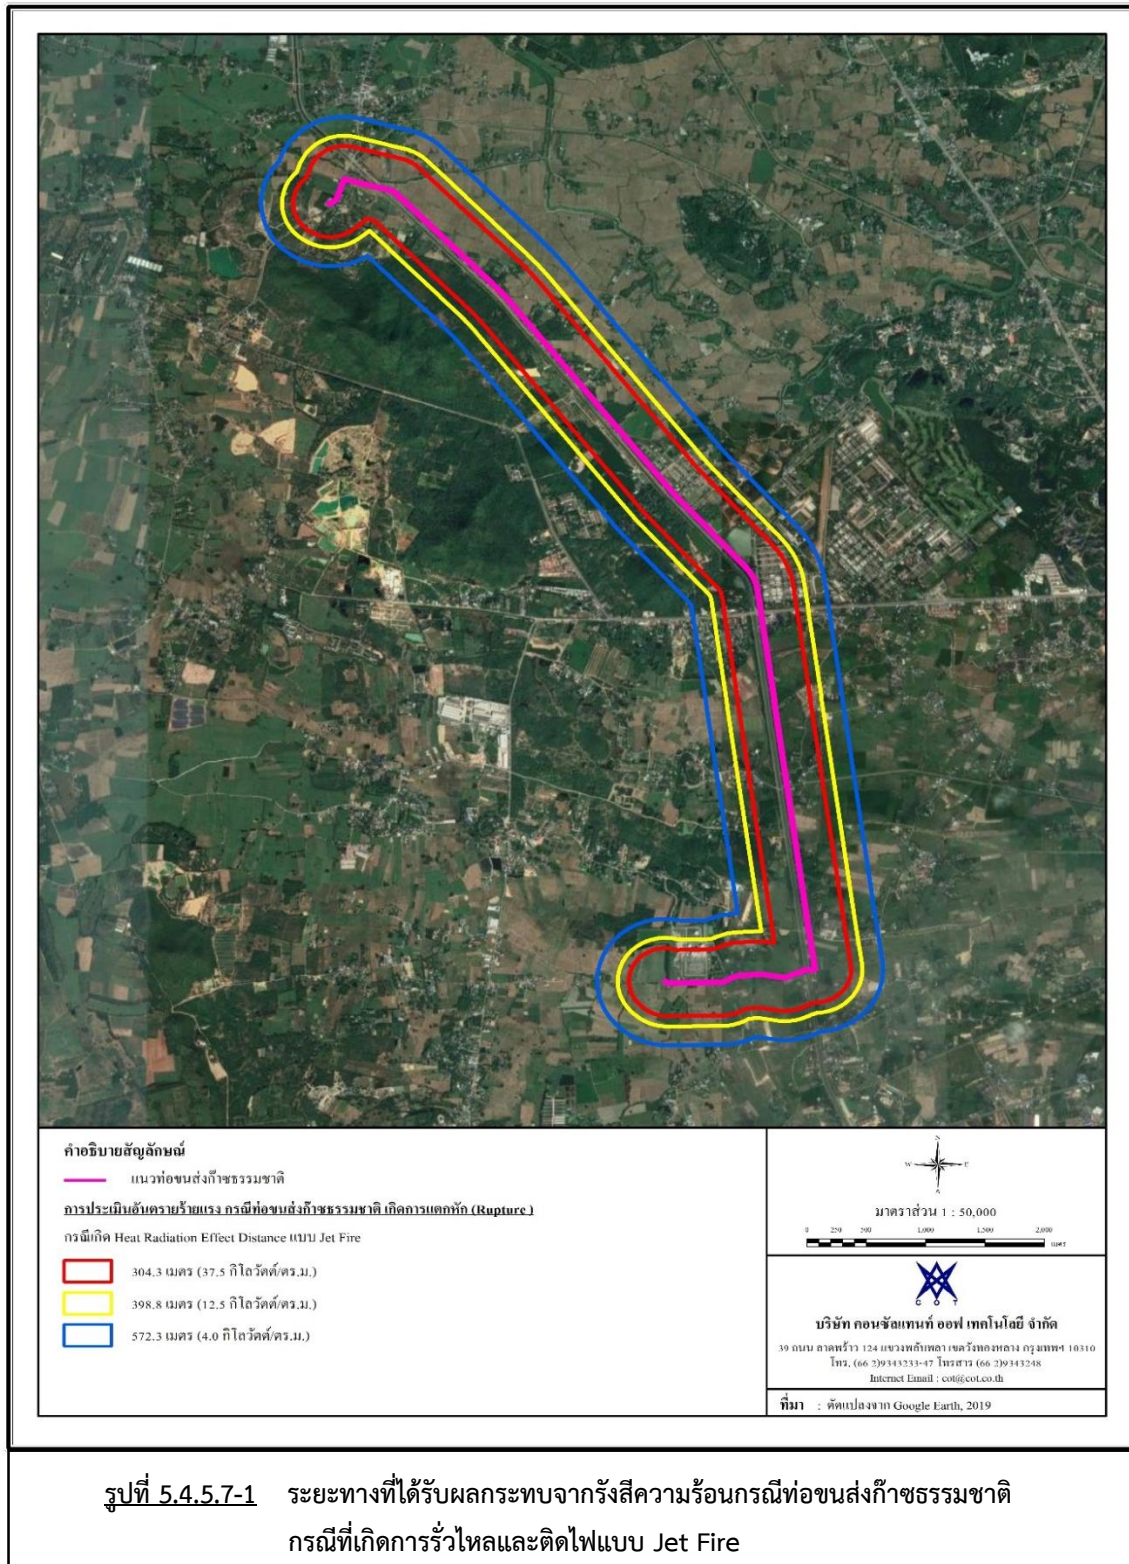 คำอธิบายสัญลักษณ์
แนวท่อขนส่งก๊าซธรรมชาติ
การประเมินอันตรายร้ายแรง กรณีท่อขนส่งก๊าซธรรมชาติ เกิดการแตกหัก (Rupture )
กรณีเกิด Heat Radiation Effect Distance แบบ Jet Fire
304.3 เมตร (37.5 กิโลวัตต์/ตร.ม.)
398.8 เมตร (12.5 กิโลวัตต์/ตร.ม.)
572.3 เมตร (4.0 กิโลวัตต์/ตร.ม.)
N
W E
S
มาตราส่วน 1 : 50,000
0 250 500 1,000 1,500 2,000
เมตร
C O T
บริษัท คอนซัลแทนท์ ออฟ เทคโนโลยี จำกัด
39 ถนน ลาดพร้าว 124 แขวงพลับพลา เขตวังทองหลาง กรุงเทพฯ 10310
โทร. (66 2)9343233-47 โทรสาร (66 2)9343248
Internet Email : cot@cot.co.th
ที่มา : ดัดแปลงจาก Google Earth, 2019
รูปที่ 5.4.5.7-1 ระยะทางที่ได้รับผลกระทบจากรังสีความร้อนกรณีท่อขนส่งก๊าซธรรมชาติ
กรณีที่เกิดการรั่วไหลและติดไฟแบบ Jet Fire